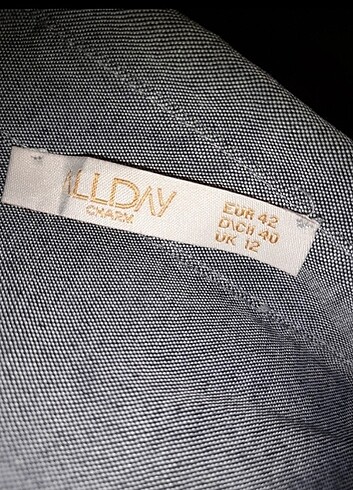 ALLDAY
CHARM
EUR 42
D\CH 40
UK 12